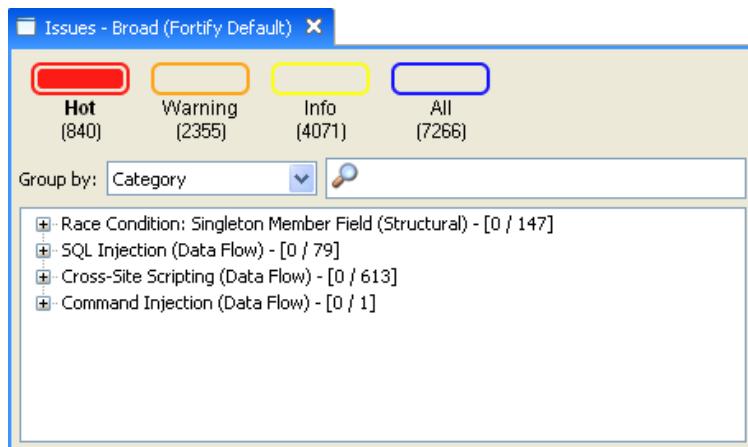 Issues - Broad (Fortify Default)
Hot Warning Info All
(840) (2355) (4071) (7266)
Group by: Category
Race Condition: Singleton Member Field (Structural) - [0 / 147]
SQL Injection (Data Flow) - [0 / 79]
Cross-Site Scripting (Data Flow) - [0 / 613]
Command Injection (Data Flow) - [0 / 1]